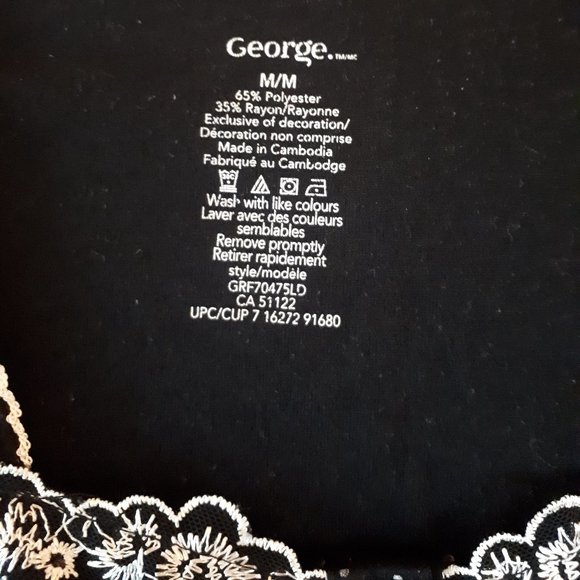 George. TM/MC
M/M
65% Polyester
35% Rayon/Rayonne
Exclusive of decoration/
Décoration non comprise
Made in Cambodia
Fabriqué au Cambodge
Wash with like colours
Laver avec des couleurs
semblables
Remove promptly
Retirer rapidement
style/modèle
GRF70475LD
CA 51122
UPC/CUP 7 16272 91680